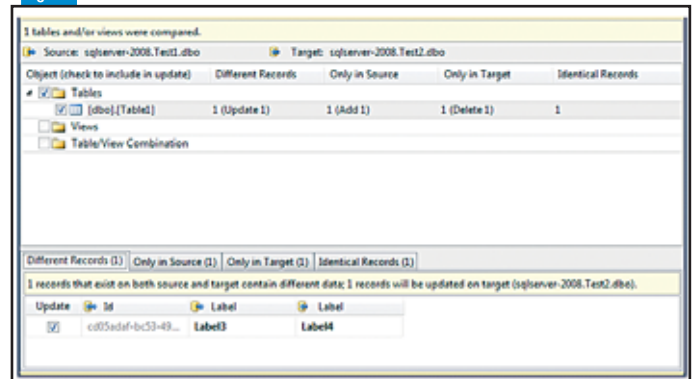 1 tables and/or views were compared.
Source: sqlserver-2008.Test1.dbo Target: sqlserver-2008.Test2.dbo
Object (check to include in update) Different Records Only in Source Only in Target Identical Records
Tables
[dbo].[Table1] 1 (Update 1) 1 (Add 1) 1 (Delete 1) 1
Views
Table/View Combination
Different Records (1) Only in Source (1) Only in Target (1) Identical Records (1)
1 records that exist on both source and target contain different data; 1 records will be updated on target (sqlserver-2008.Test2.dbo).
Update Id Label Label
cd05adaf-bc53-49... Label3 Label4